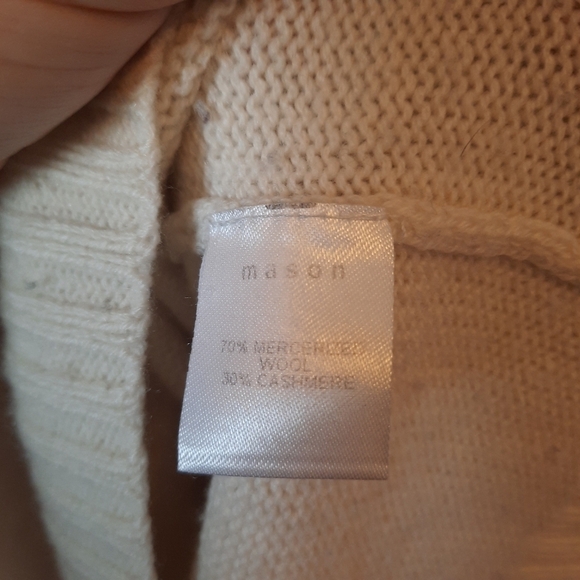 mason
70% MERCERIZED
WOOL
30% CASHMERE